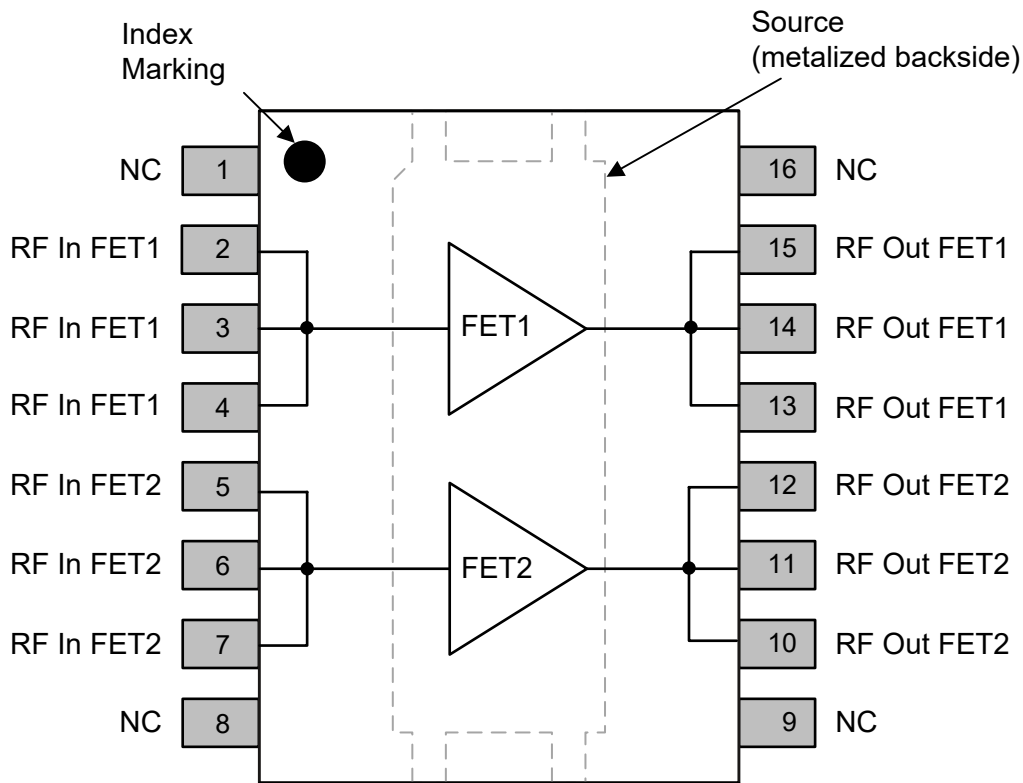 Index
Marking
Source
(metalized backside)
NC 1 16 NC
RF In FET1 2 15 RF Out FET1
RF In FET1 3 FET1 14 RF Out FET1
RF In FET1 4 13 RF Out FET1
RF In FET2 5 12 RF Out FET2
RF In FET2 6 FET2 11 RF Out FET2
RF In FET2 7 10 RF Out FET2
NC 8 9 NC